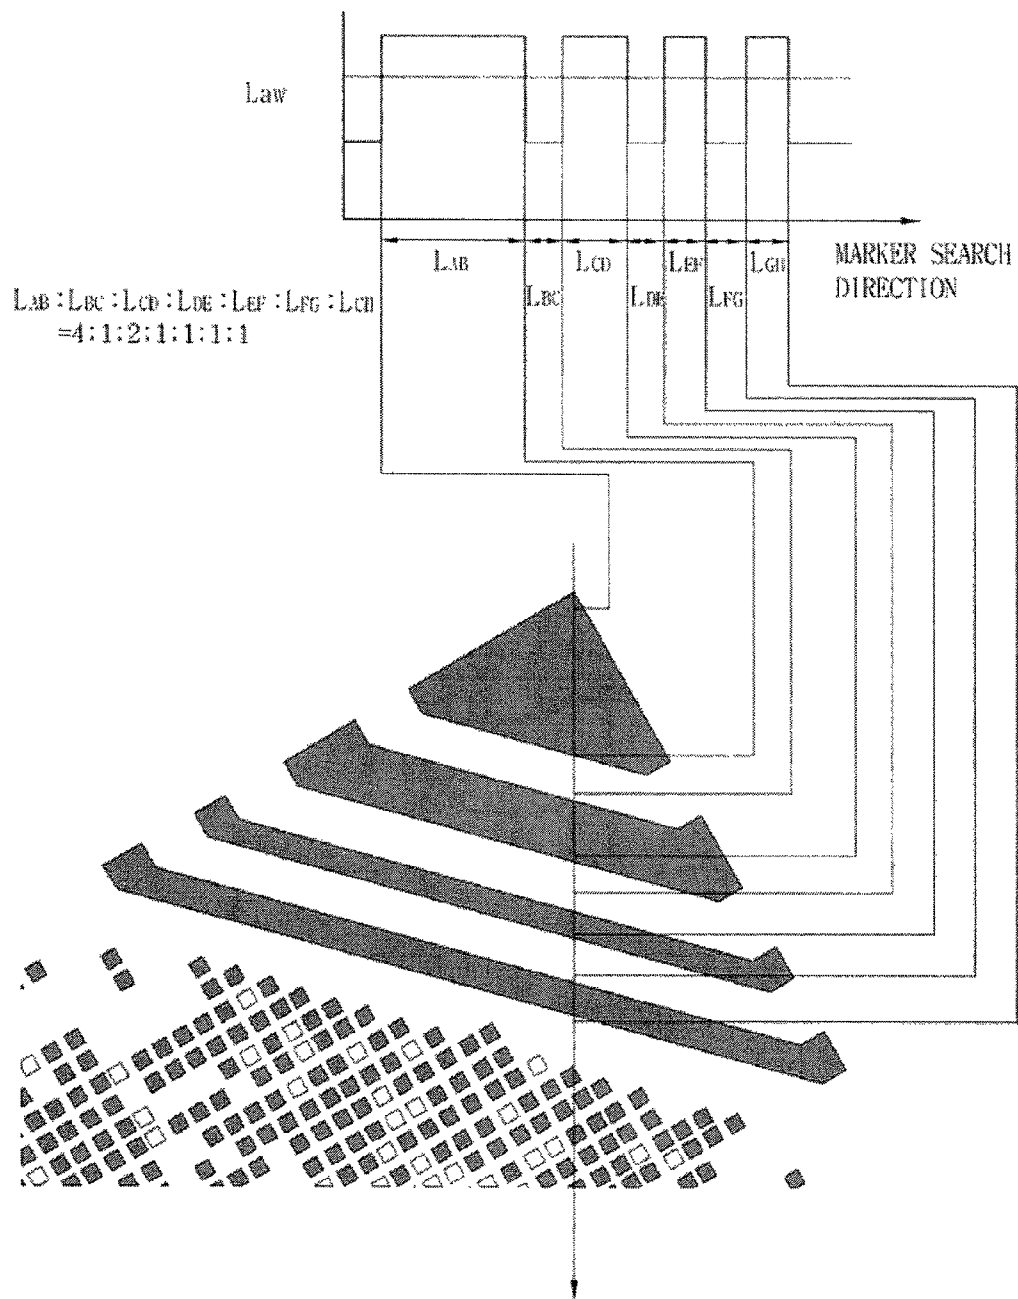 Law
LAB LCD LEF LGH
MARKER SEARCH
DIRECTION
LBC LDE LFG
LAB:LBC:LCD:LDE:LEF:LFG:LCD
=4:1:2:1:1:1:1